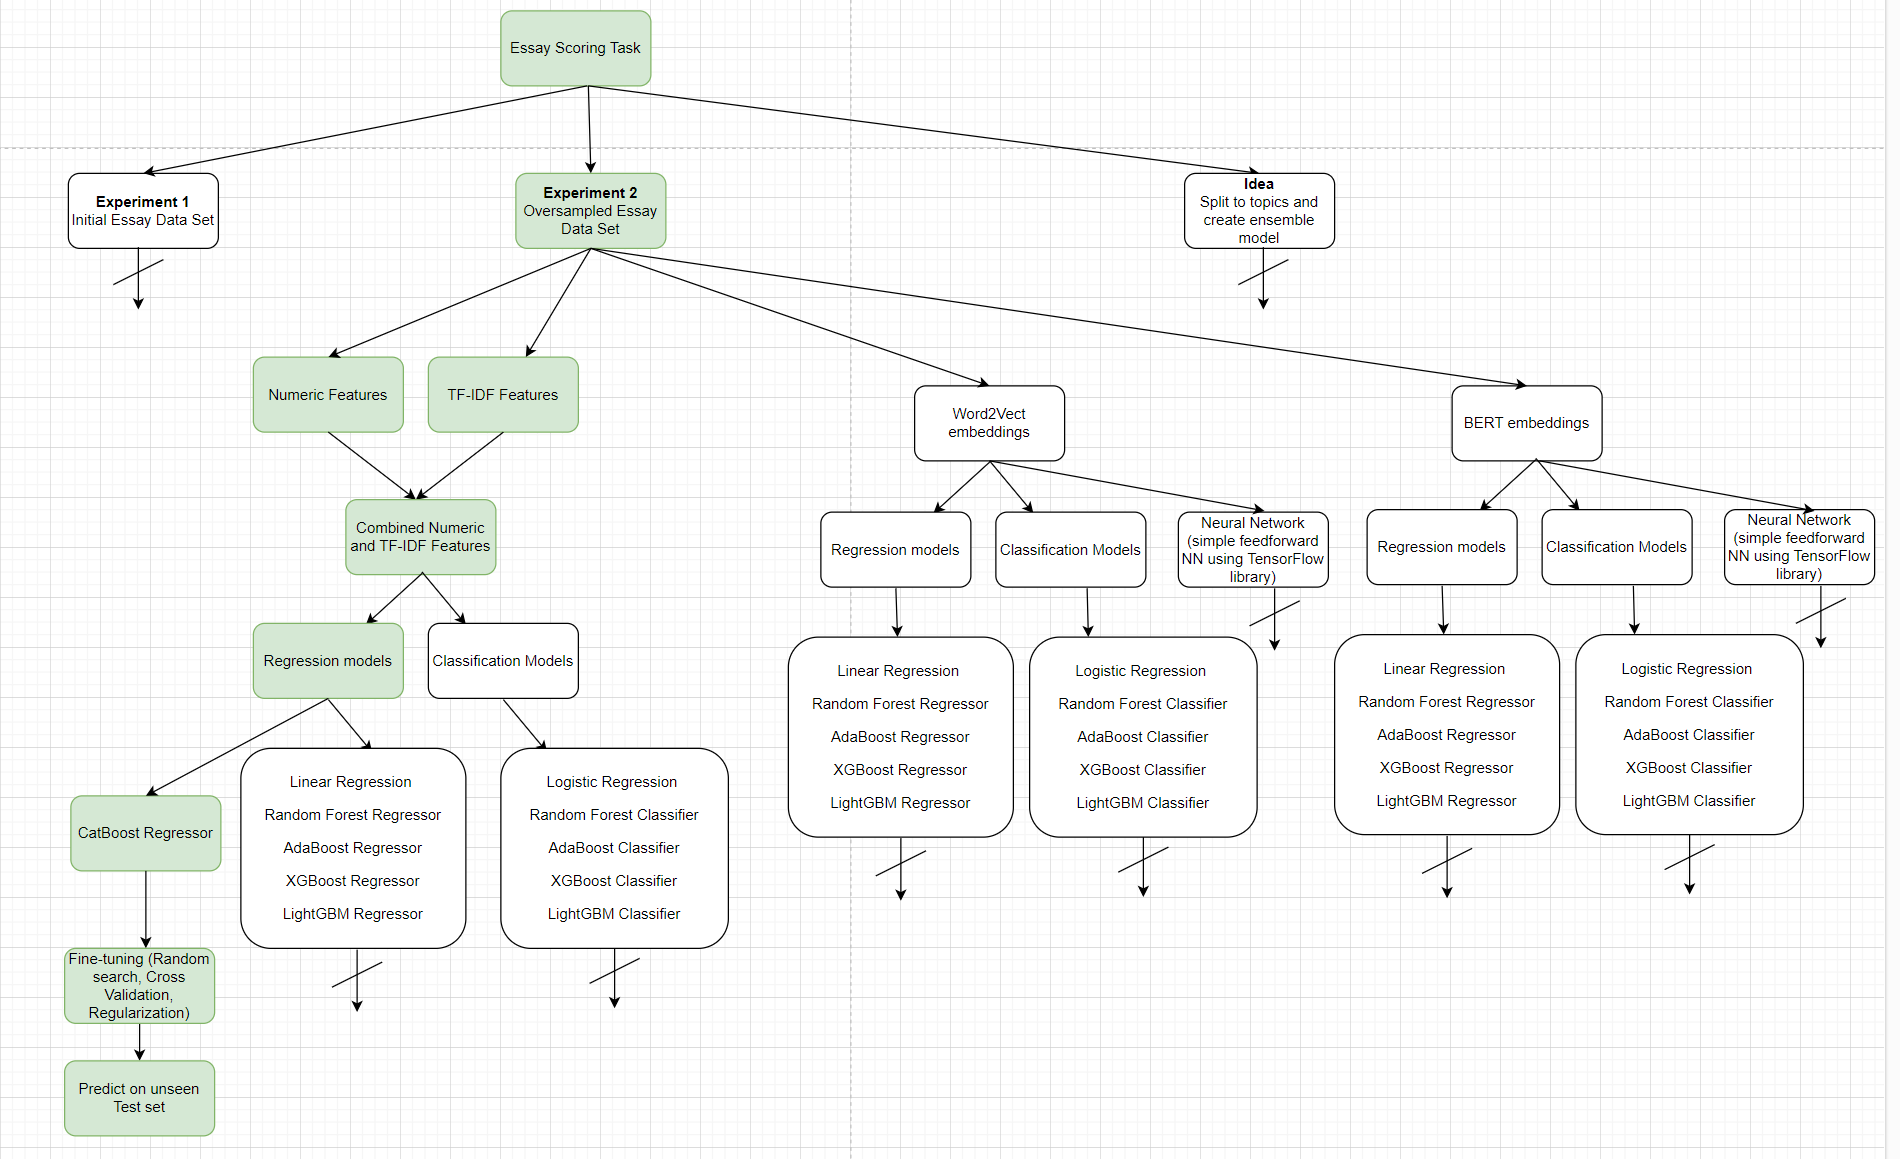 Essay Scoring Task
Experiment 1
Initial Essay Data Set
Experiment 2
Oversampled Essay
Data Set
Idea
Split to topics and
create ensemble
model
Numeric Features
TF-IDF Features
Word2Vect
embeddings
BERT embeddings
Combined Numeric
and TF-IDF Features
Regression models
Classification Models
Neural Network
(simple feedforward
NN using TensorFlow
library)
Regression models
Classification Models
Neural Network
(simple feedforward
NN using TensorFlow
library)
Regression models
Classification Models
Linear Regression
Random Forest Regressor
AdaBoost Regressor
XGBoost Regressor
LightGBM Regressor
Logistic Regression
Random Forest Classifier
AdaBoost Classifier
XGBoost Classifier
LightGBM Classifier
Linear Regression
Random Forest Regressor
AdaBoost Regressor
XGBoost Regressor
LightGBM Regressor
Logistic Regression
Random Forest Classifier
AdaBoost Classifier
XGBoost Classifier
LightGBM Classifier
CatBoost Regressor
Linear Regression
Random Forest Regressor
AdaBoost Regressor
XGBoost Regressor
LightGBM Regressor
Logistic Regression
Random Forest Classifier
AdaBoost Classifier
XGBoost Classifier
LightGBM Classifier
Fine-tuning (Random
search, Cross
Validation,
Regularization)
Predict on unseen
Test set